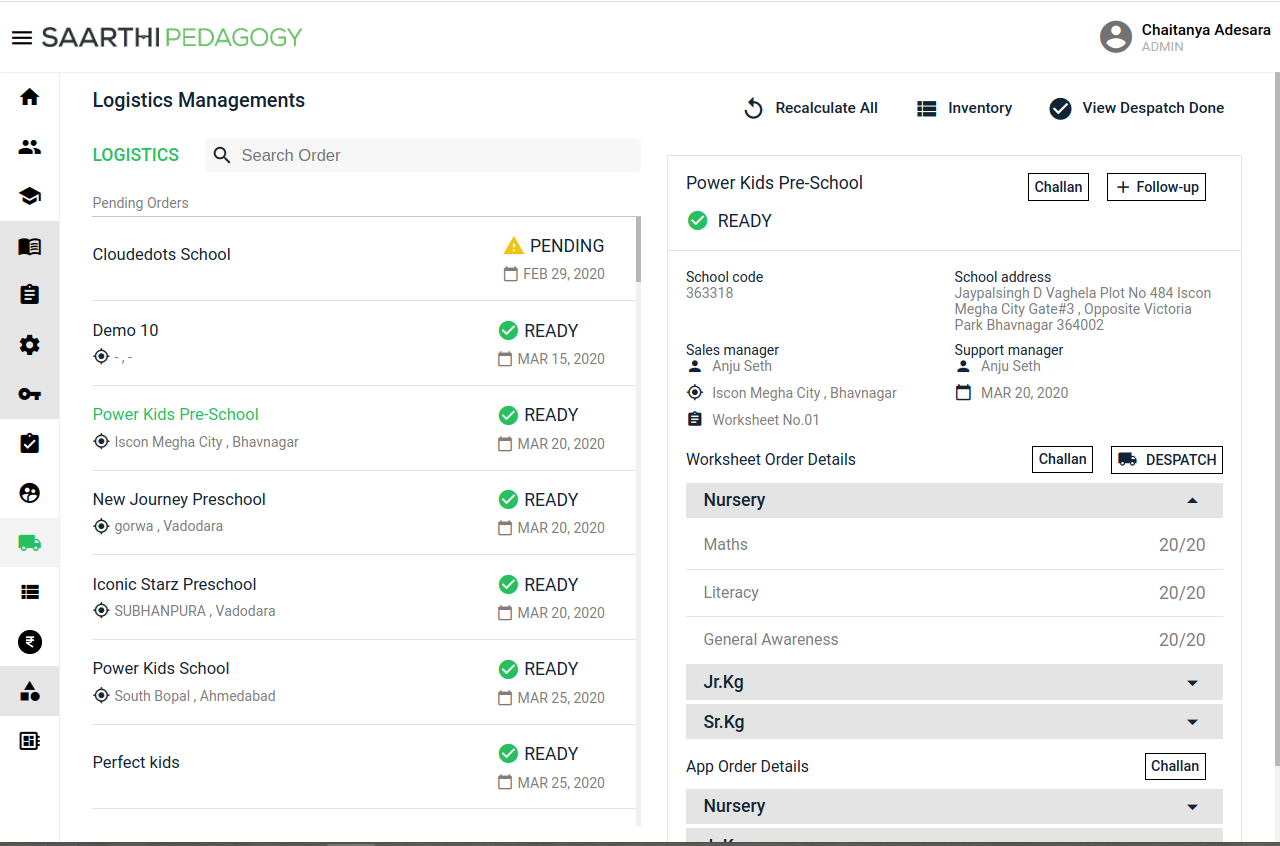 SAARTHI PEDAGOGY
Chaitanya Adesara
ADMIN
Logistics Managements
Recalculate All
Inventory
View Despatch Done
LOGISTICS
Search Order
Pending Orders
Cloudedots School
PENDING
FEB 29, 2020
Demo 10
- , -
READY
MAR 15, 2020
Power Kids Pre-School
Iscon Megha City , Bhavnagar
READY
MAR 20, 2020
New Journey Preschool
gorwa , Vadodara
READY
MAR 20, 2020
Iconic Starz Preschool
SUBHANPURA , Vadodara
READY
MAR 20, 2020
Power Kids School
South Bopal , Ahmedabad
READY
MAR 25, 2020
Perfect kids
READY
MAR 25, 2020
Power Kids Pre-School
Challan
+ Follow-up
READY
School code
363318
School address
Jaypalsingh D Vaghela Plot No 484 Iscon
Megha City Gate#3 , Opposite Victoria
Park Bhavnagar 364002
Sales manager
Anju Seth
Iscon Megha City , Bhavnagar
Worksheet No.01
Support manager
Anju Seth
MAR 20, 2020
Worksheet Order Details
Challan
DESPATCH
Nursery
Maths 20/20
Literacy 20/20
General Awareness 20/20
Jr.Kg
Sr.Kg
App Order Details
Challan
Nursery